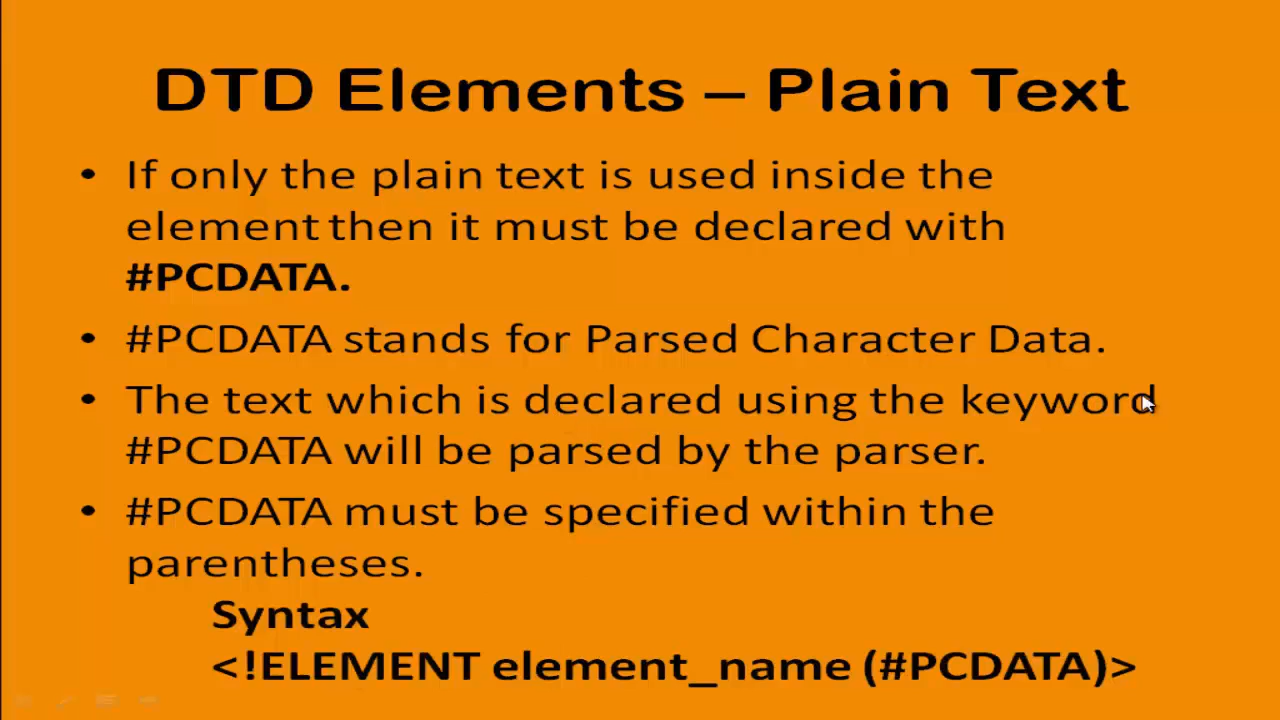 DTD Elements – Plain Text
• If only the plain text is used inside the
element then it must be declared with
#PCDATA.
• #PCDATA stands for Parsed Character Data.
• The text which is declared using the keyword
#PCDATA will be parsed by the parser.
• #PCDATA must be specified within the
parentheses.
Syntax
<!ELEMENT element_name (#PCDATA)>